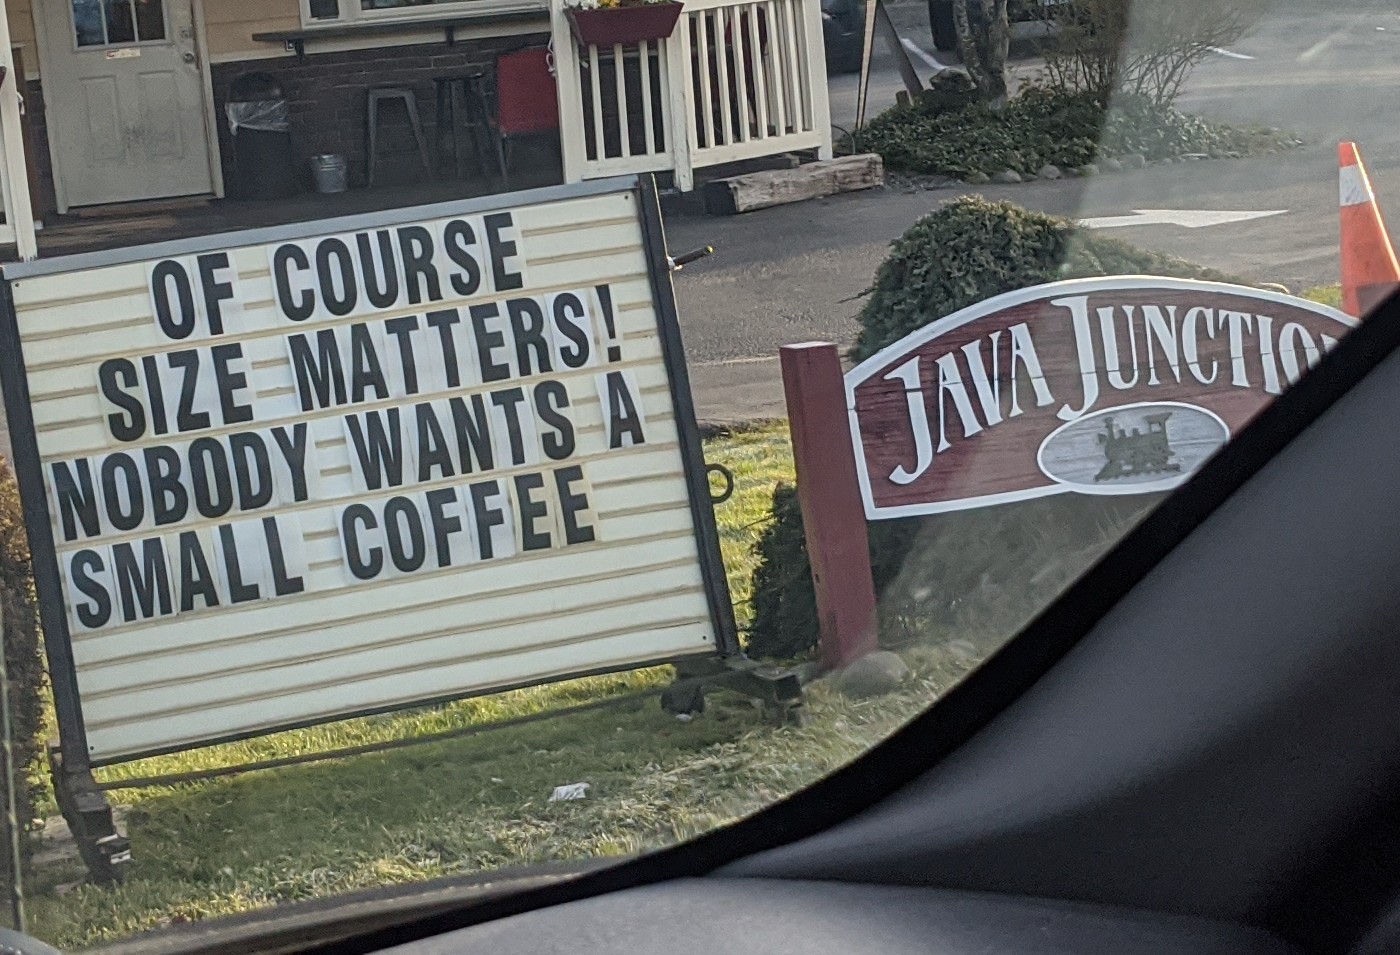 OF COURSE
SIZE MATTERS!
NOBODY WANTS A
SMALL COFFEE
JAVA JUNCTIO